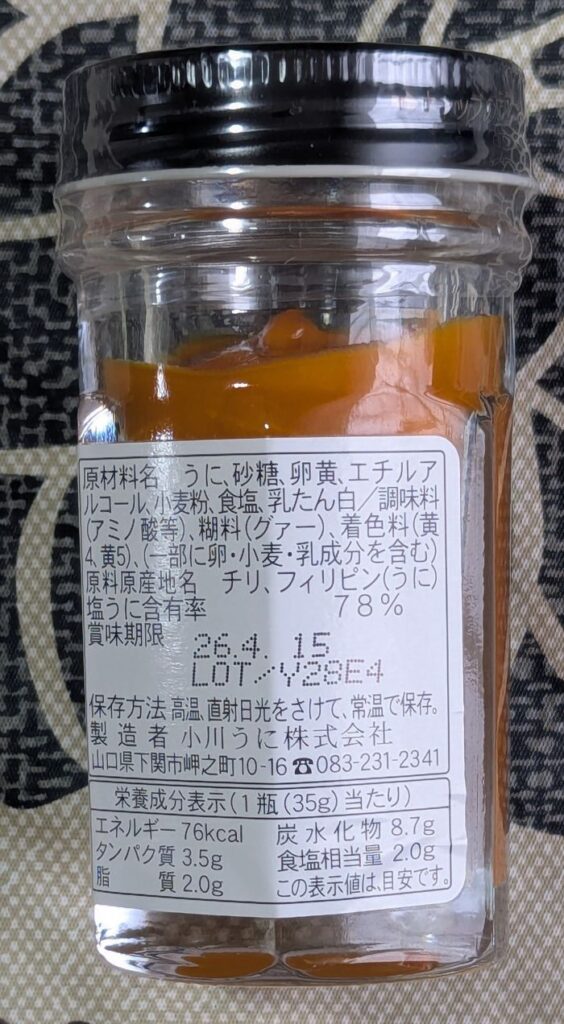 原材料名　うに、砂糖、卵黄、エチルア
ルコール、小麦粉、食塩、乳たん白／調味料
(アミノ酸等)、糊料(グァー)、着色料(黄
4、黄5)、(一部に卵・小麦・乳成分を含む)
原料原産地名　チリ、フィリピン(うに)
塩うに含有率　78%
賞味期限　26.4.15
LOT/Y28E4
保存方法 高温、直射日光をさけて、常温で保存。
製造者 小川うに株式会社
山口県下関市岬之町10-16 ☎083-231-2341
栄養成分表示(1瓶(35g)当たり)
エネルギー 76kcal　炭水化物 8.7g
タンパク質 3.5g　食塩相当量 2.0g
脂質 2.0g　この表示値は、目安です。